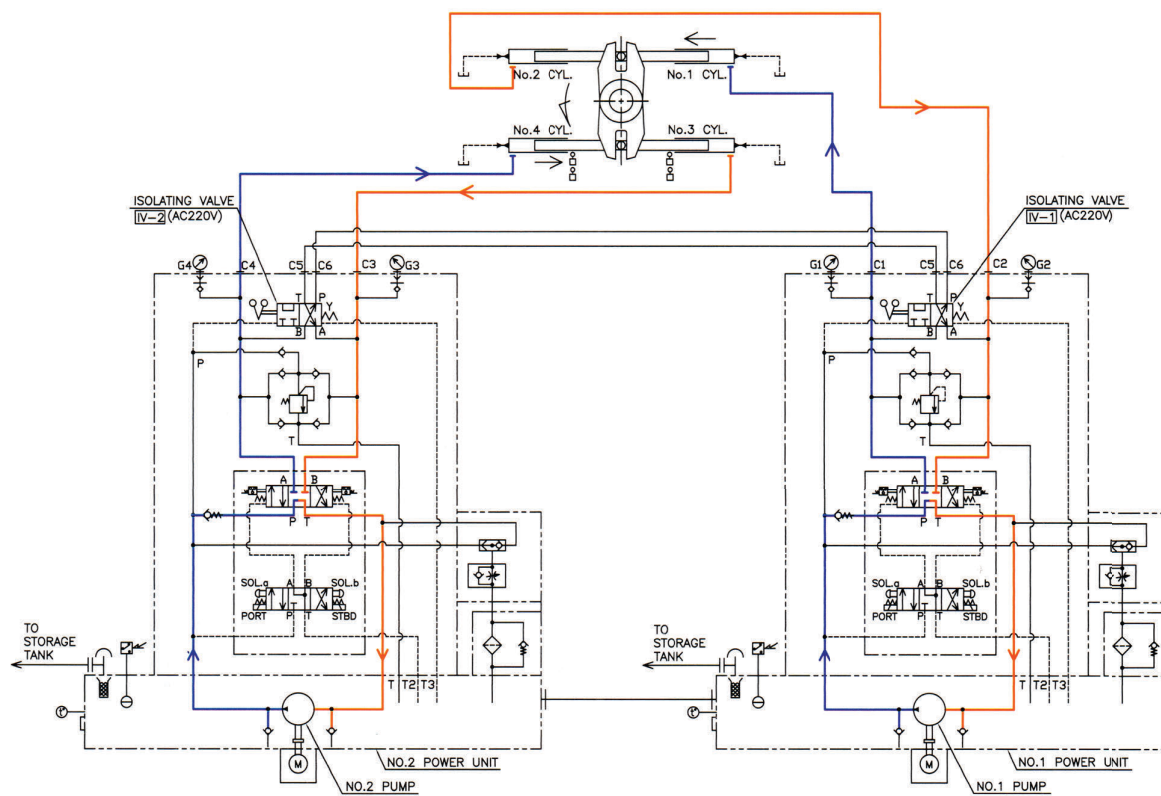 No.2 CYL.
No.1 CYL.
No.4 CYL.
No.3 CYL.
ISOLATING VALVE
IV-2 (AC220V)
ISOLATING VALVE
IV-1 (AC220V)
G4
C4
C5
C6
C3
G3
G1
C1
C5
C6
C2
G2
T
P
Y
B
A
T
P
Y
B
A
P
T
P
T
A
B
P
T
A
B
P
T
SOL.a
A
B
SOL.b
PORT
P
T
STBD
SOL.a
A
B
SOL.b
PORT
P
T
STBD
TO
STORAGE
TANK
TO
STORAGE
TANK
T
T2
T3
T
T2
T3
M
M
NO.2 POWER UNIT
NO.2 PUMP
NO.1 POWER UNIT
NO.1 PUMP